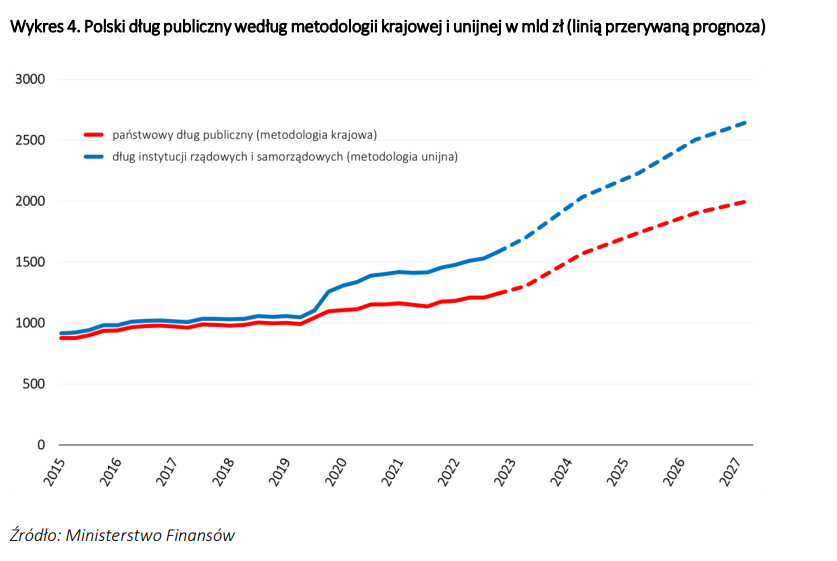 Wykres 4. Polski dług publiczny według metodologii krajowej i unijnej w mld zł (linią przerywaną prognoza)
3000
państwowy dług publiczny (metodologia krajowa)
2500
dług instytucji rządowych i samorządowych (metodologia unijna)
2000
1500
1000
500
0
2015 2016 2017 2018 2019 2020 2021 2022 2023 2024 2025 2026 2027
Źródło: Ministerstwo Finansów